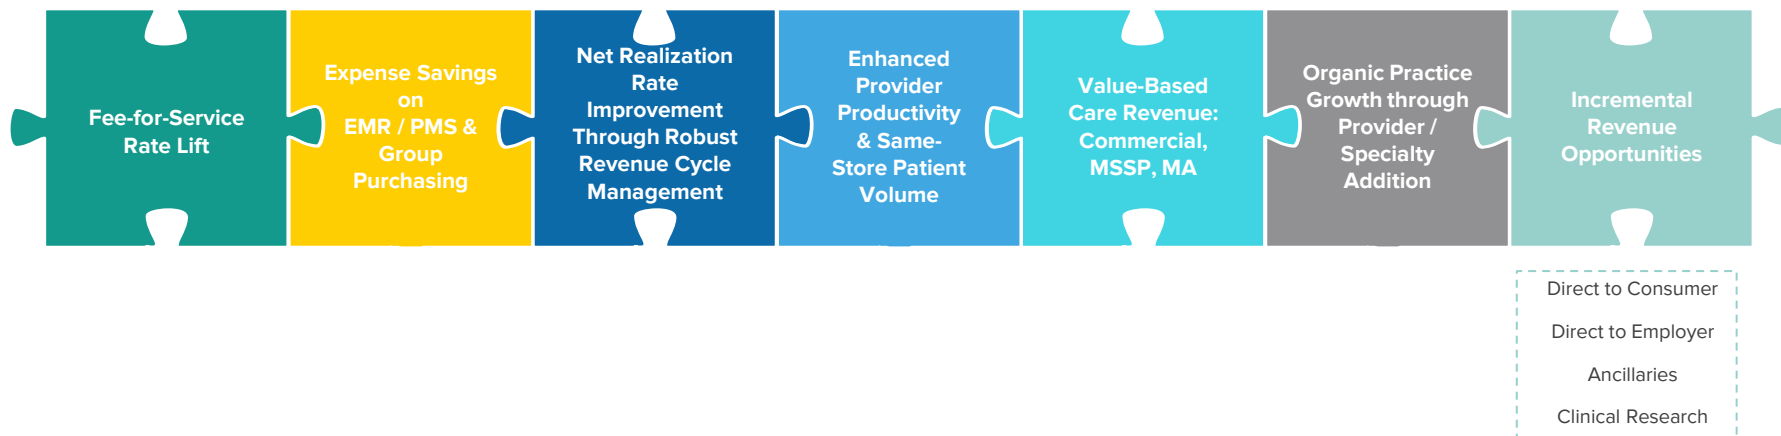 Fee-for-Service
Rate Lift
Expense Savings
on
EMR / PMS &
Group
Purchasing
Net Realization
Rate
Improvement
Through Robust
Revenue Cycle
Management
Enhanced
Provider
Productivity
& Same-
Store Patient
Volume
Value-Based
Care Revenue:
Commercial,
MSSP, MA
Organic Practice
Growth through
Provider /
Specialty
Addition
Incremental
Revenue
Opportunities
Direct to Consumer
Direct to Employer
Ancillaries
Clinical Research